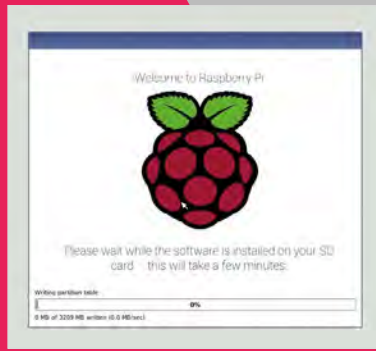 Welcome to Raspberry Pi
Please wait while the software is installed on your SD
card this will take a few minutes.
Writing partition table
0%
0 MB of 3209 MB written (0.0 MB/sec)